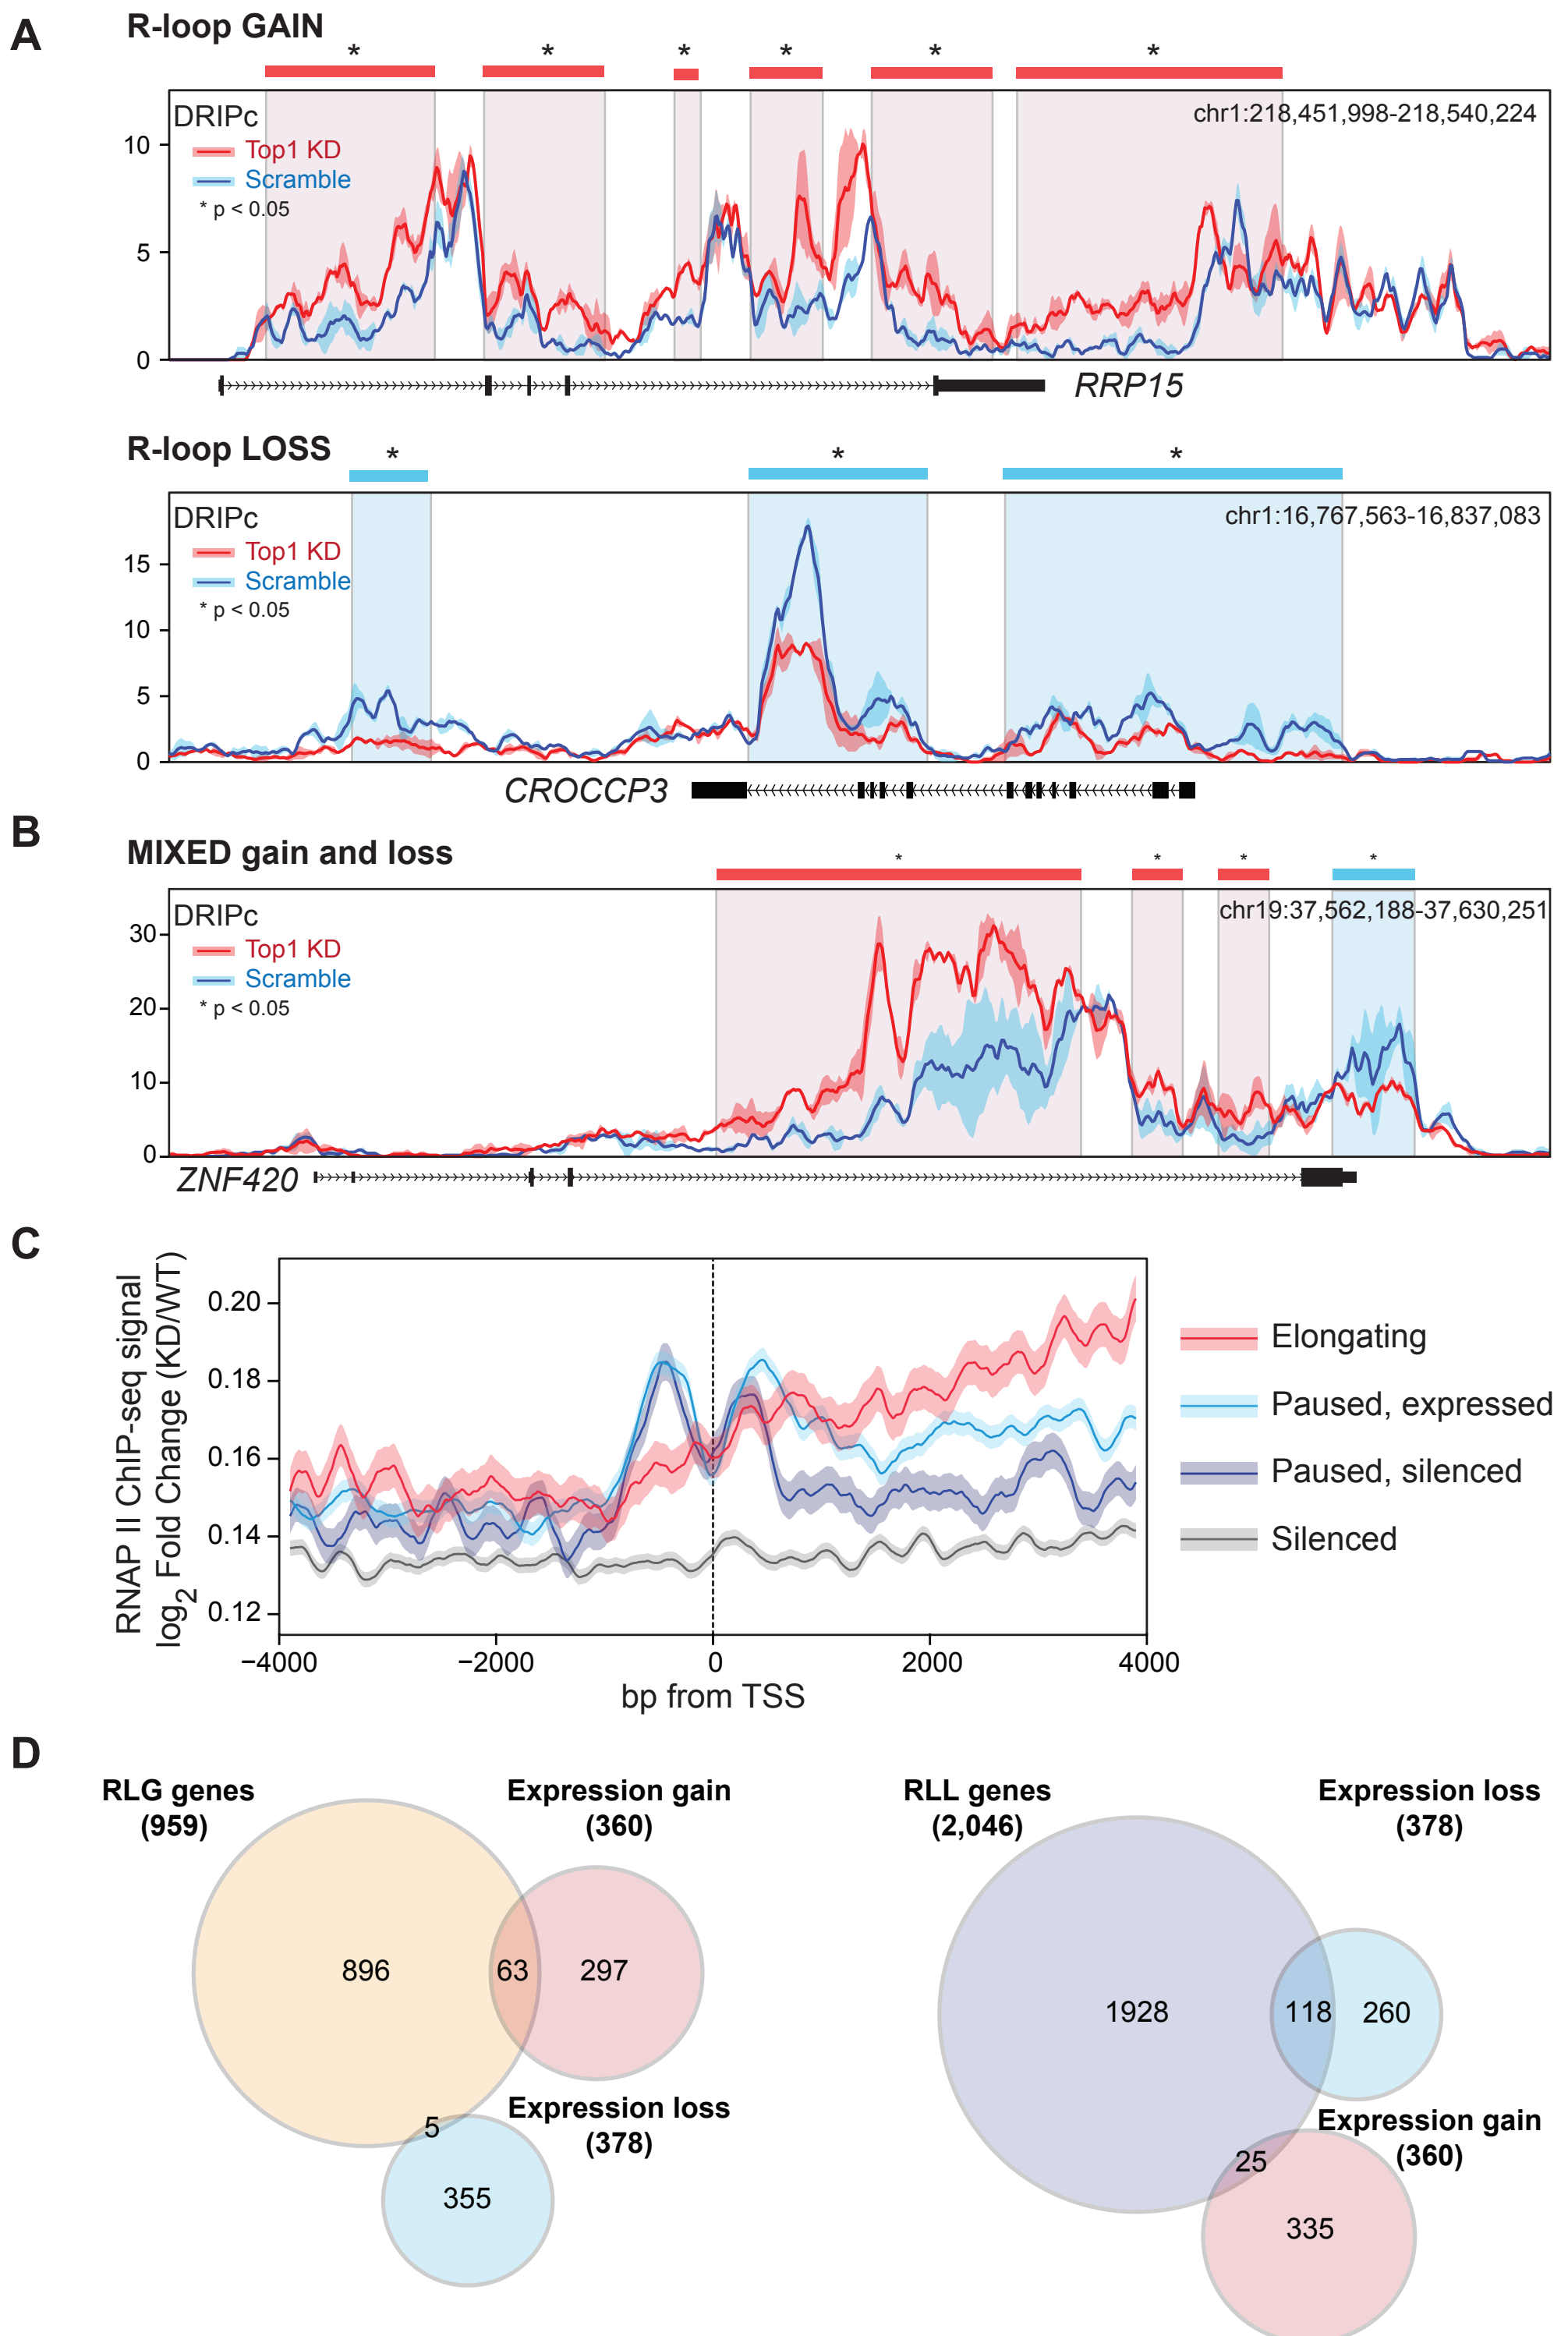 A
R-loop GAIN
* * * * * *
DRIPc
chr1:218,451,998-218,540,224
Top1 KD
Scramble
* p < 0.05
10
5
0
RRP15
R-loop LOSS
* * *
DRIPc
chr1:16,767,563-16,837,083
Top1 KD
Scramble
* p < 0.05
15
10
5
0
CROCCP3
B
MIXED gain and loss
* * * *
DRIPc
chr19:37,562,188-37,630,251
Top1 KD
Scramble
* p < 0.05
30
20
10
0
ZNF420
C
RNAP II ChIP-seq signal
log2 Fold Change (KD/WT)
0.20
0.18
0.16
0.14
0.12
−4000 −2000 0 2000 4000
bp from TSS
Elongating
Paused, expressed
Paused, silenced
Silenced
D
RLG genes
(959)
Expression gain
(360)
896 63 297
5
Expression loss
(378)
355
RLL genes
(2,046)
Expression loss
(378)
1928 118 260
25
Expression gain
(360)
335